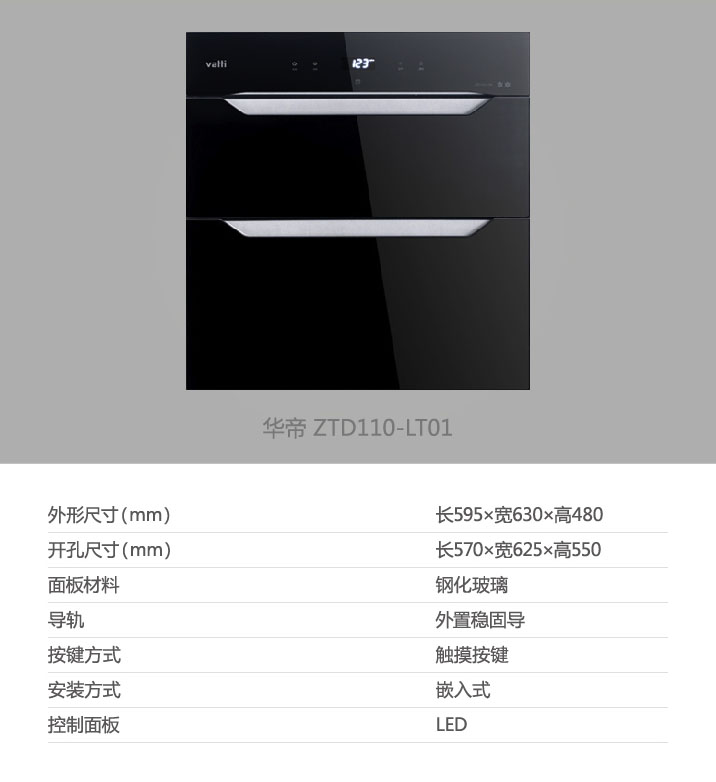 vatti
123
华帝 ZTD110-LT01
外形尺寸(mm) 长595×宽630×高480
开孔尺寸(mm) 长570×宽625×高550
面板材料 钢化玻璃
导轨 外置稳固导
按键方式 触摸按键
安装方式 嵌入式
控制面板 LED